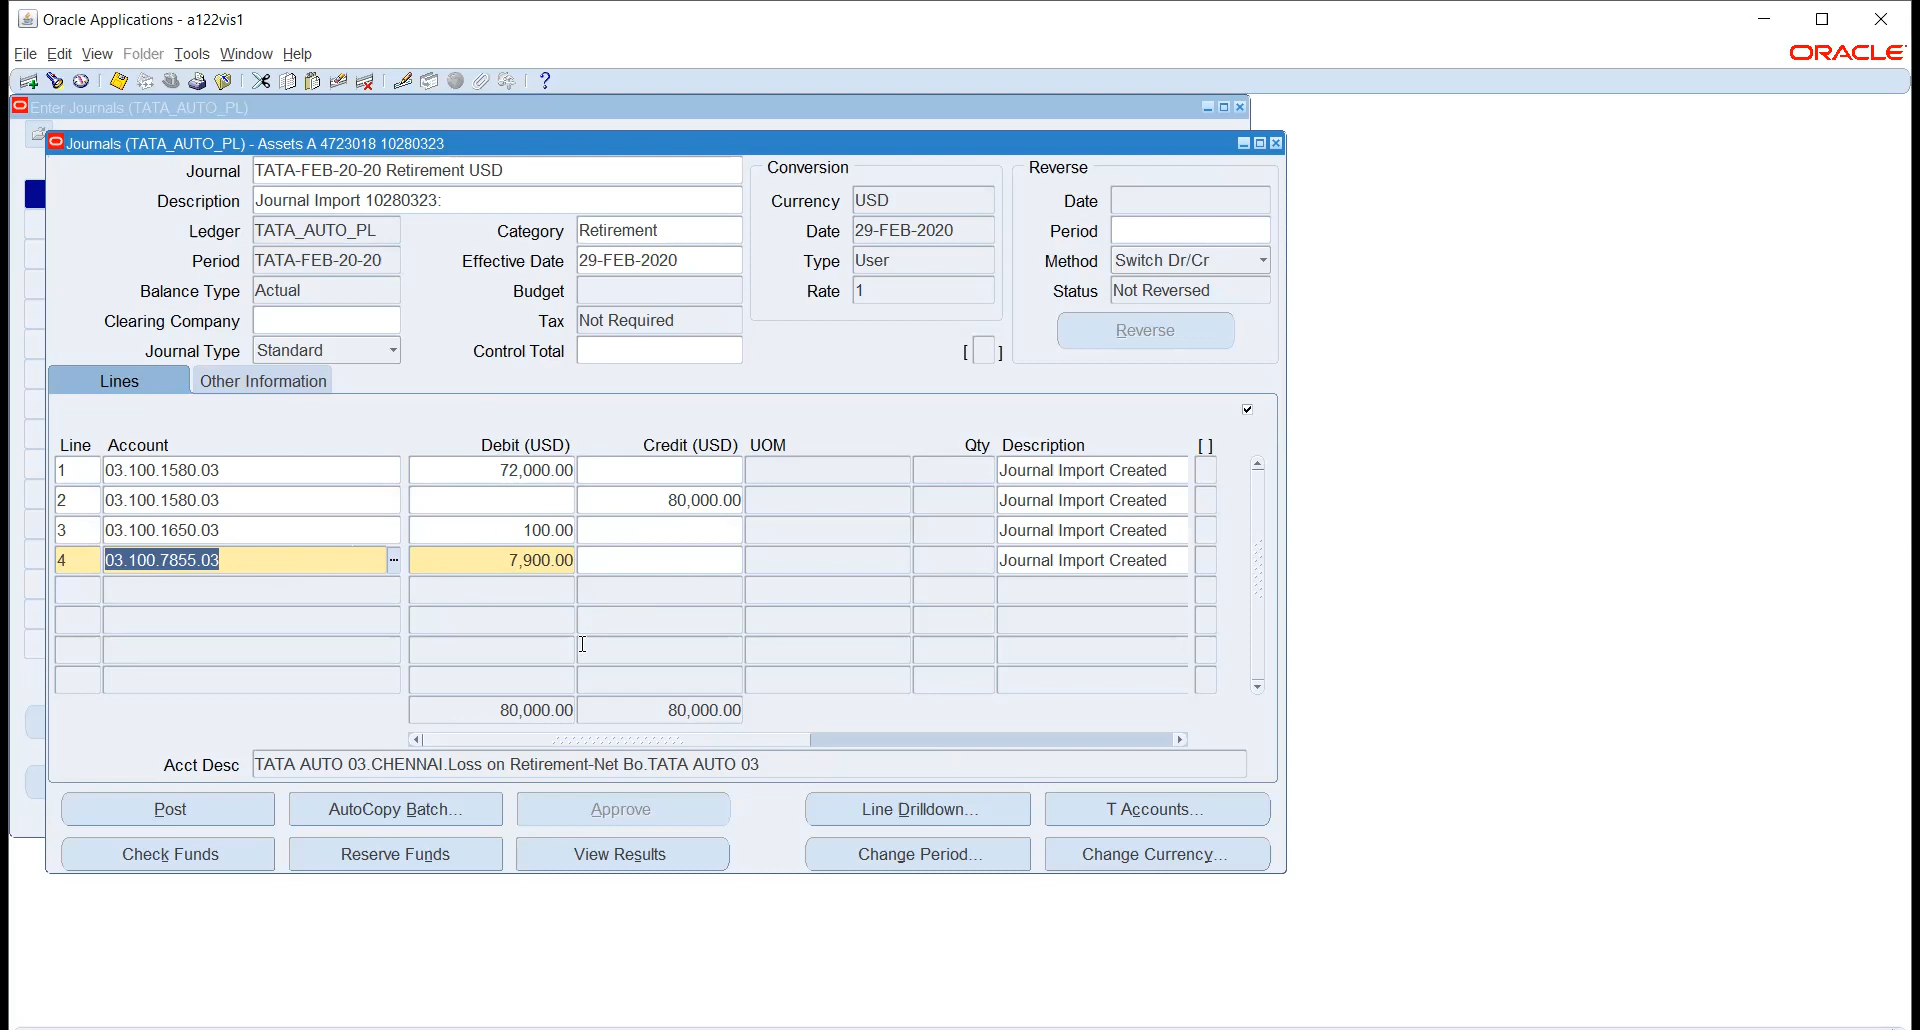 Oracle Applications - a122vis1
File Edit View Folder Tools Window Help
ORACLE
Enter Journals (TATA_AUTO_PL)
Journals (TATA_AUTO_PL) - Assets A 4723018 10280323
Journal TATA-FEB-20-20 Retirement USD
Description Journal Import 10280323:
Ledger TATA_AUTO_PL Category Retirement
Period TATA-FEB-20-20 Effective Date 29-FEB-2020
Balance Type Actual Budget
Clearing Company Tax Not Required
Journal Type Standard Control Total
Conversion
Currency USD
Date 29-FEB-2020
Type User
Rate 1
[ ]
Reverse
Date
Period
Method Switch Dr/Cr
Status Not Reversed
Reverse
Lines Other Information
Line Account Debit (USD) Credit (USD) UOM Qty Description [ ]
1 03.100.1580.03 72,000.00 Journal Import Created
2 03.100.1580.03 80,000.00 Journal Import Created
3 03.100.1650.03 100.00 Journal Import Created
4 03.100.7855.03 ... 7,900.00 Journal Import Created
80,000.00 80,000.00
Acct Desc TATA AUTO 03.CHENNAI.Loss on Retirement-Net Bo.TATA AUTO 03
Post AutoCopy Batch... Approve Line Drilldown... T Accounts...
Check Funds Reserve Funds View Results Change Period... Change Currency...